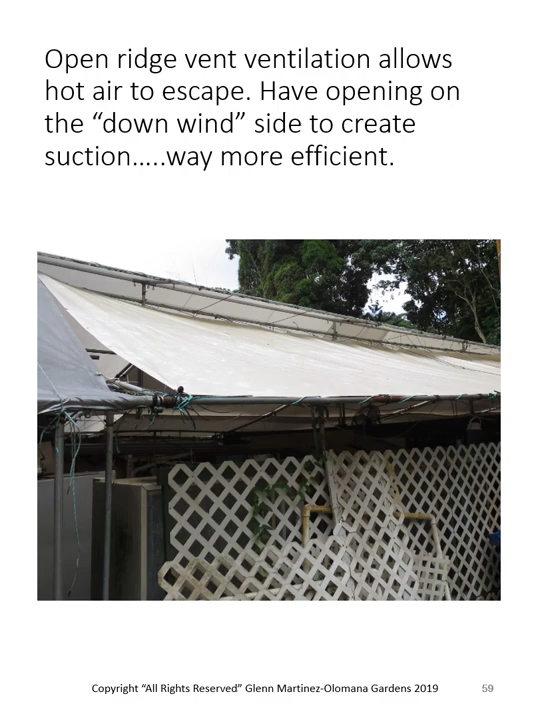 Open ridge vent ventilation allows
hot air to escape. Have opening on
the “down wind” side to create
suction.....way more efficient.
Copyright “All Rights Reserved” Glenn Martinez-Olomana Gardens 2019
59